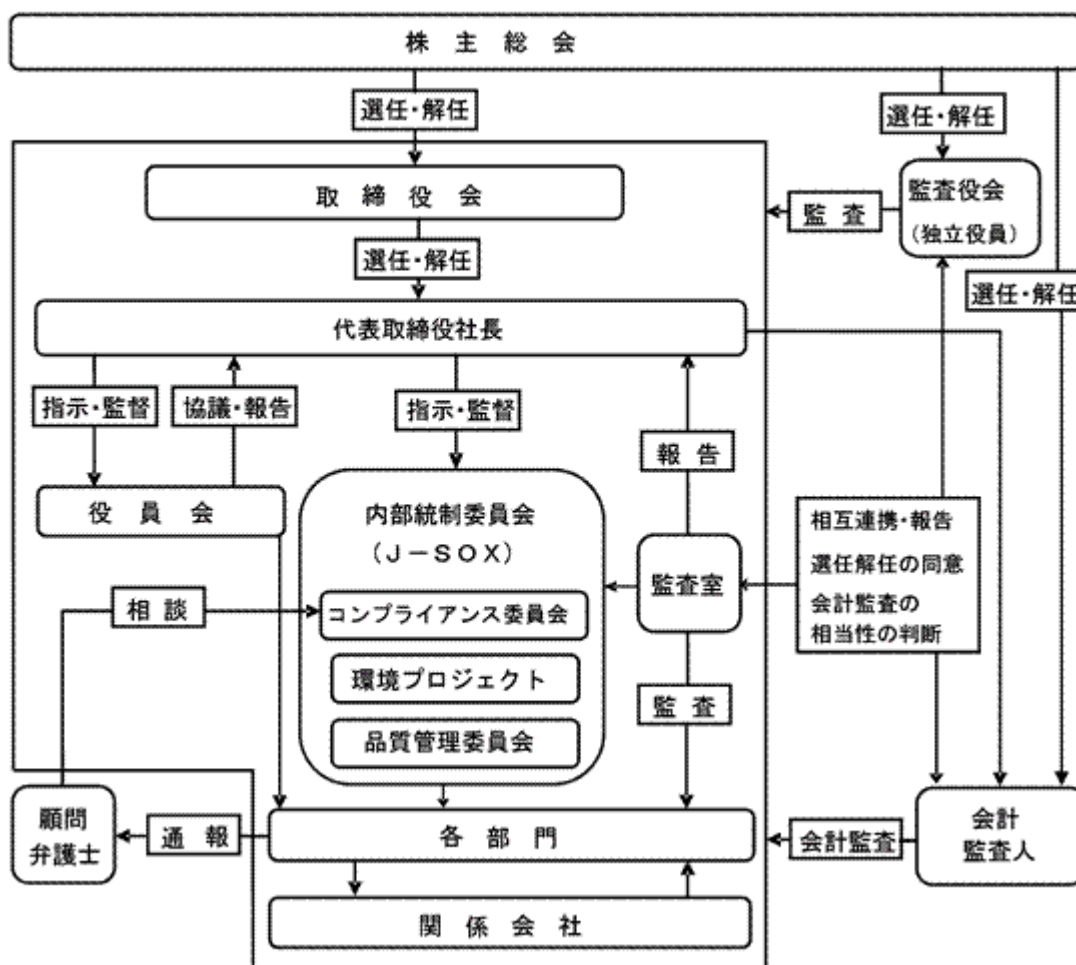 株主総会
選任・解任
選任・解任
取締役会
監査役会
(独立役員)
監査
選任・解任
選任・解任
代表取締役社長
指示・監督
協議・報告
指示・監督
報告
役員会
内部統制委員会
(J-SOX)
監査室
相互連携・報告
選任解任の同意
会計監査の
相当性の判断
相談
コンプライアンス委員会
環境プロジェクト
監査
品質管理委員会
顧問
弁護士
通報
各部門
会計監査
会計
監査人
関係会社